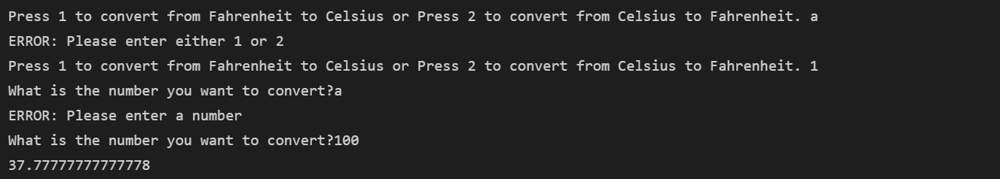 Press 1 to convert from Fahrenheit to Celsius or Press 2 to convert from Celsius to Fahrenheit. a
ERROR: Please enter either 1 or 2
Press 1 to convert from Fahrenheit to Celsius or Press 2 to convert from Celsius to Fahrenheit. 1
What is the number you want to convert?a
ERROR: Please enter a number
What is the number you want to convert?100
37.77777777777778